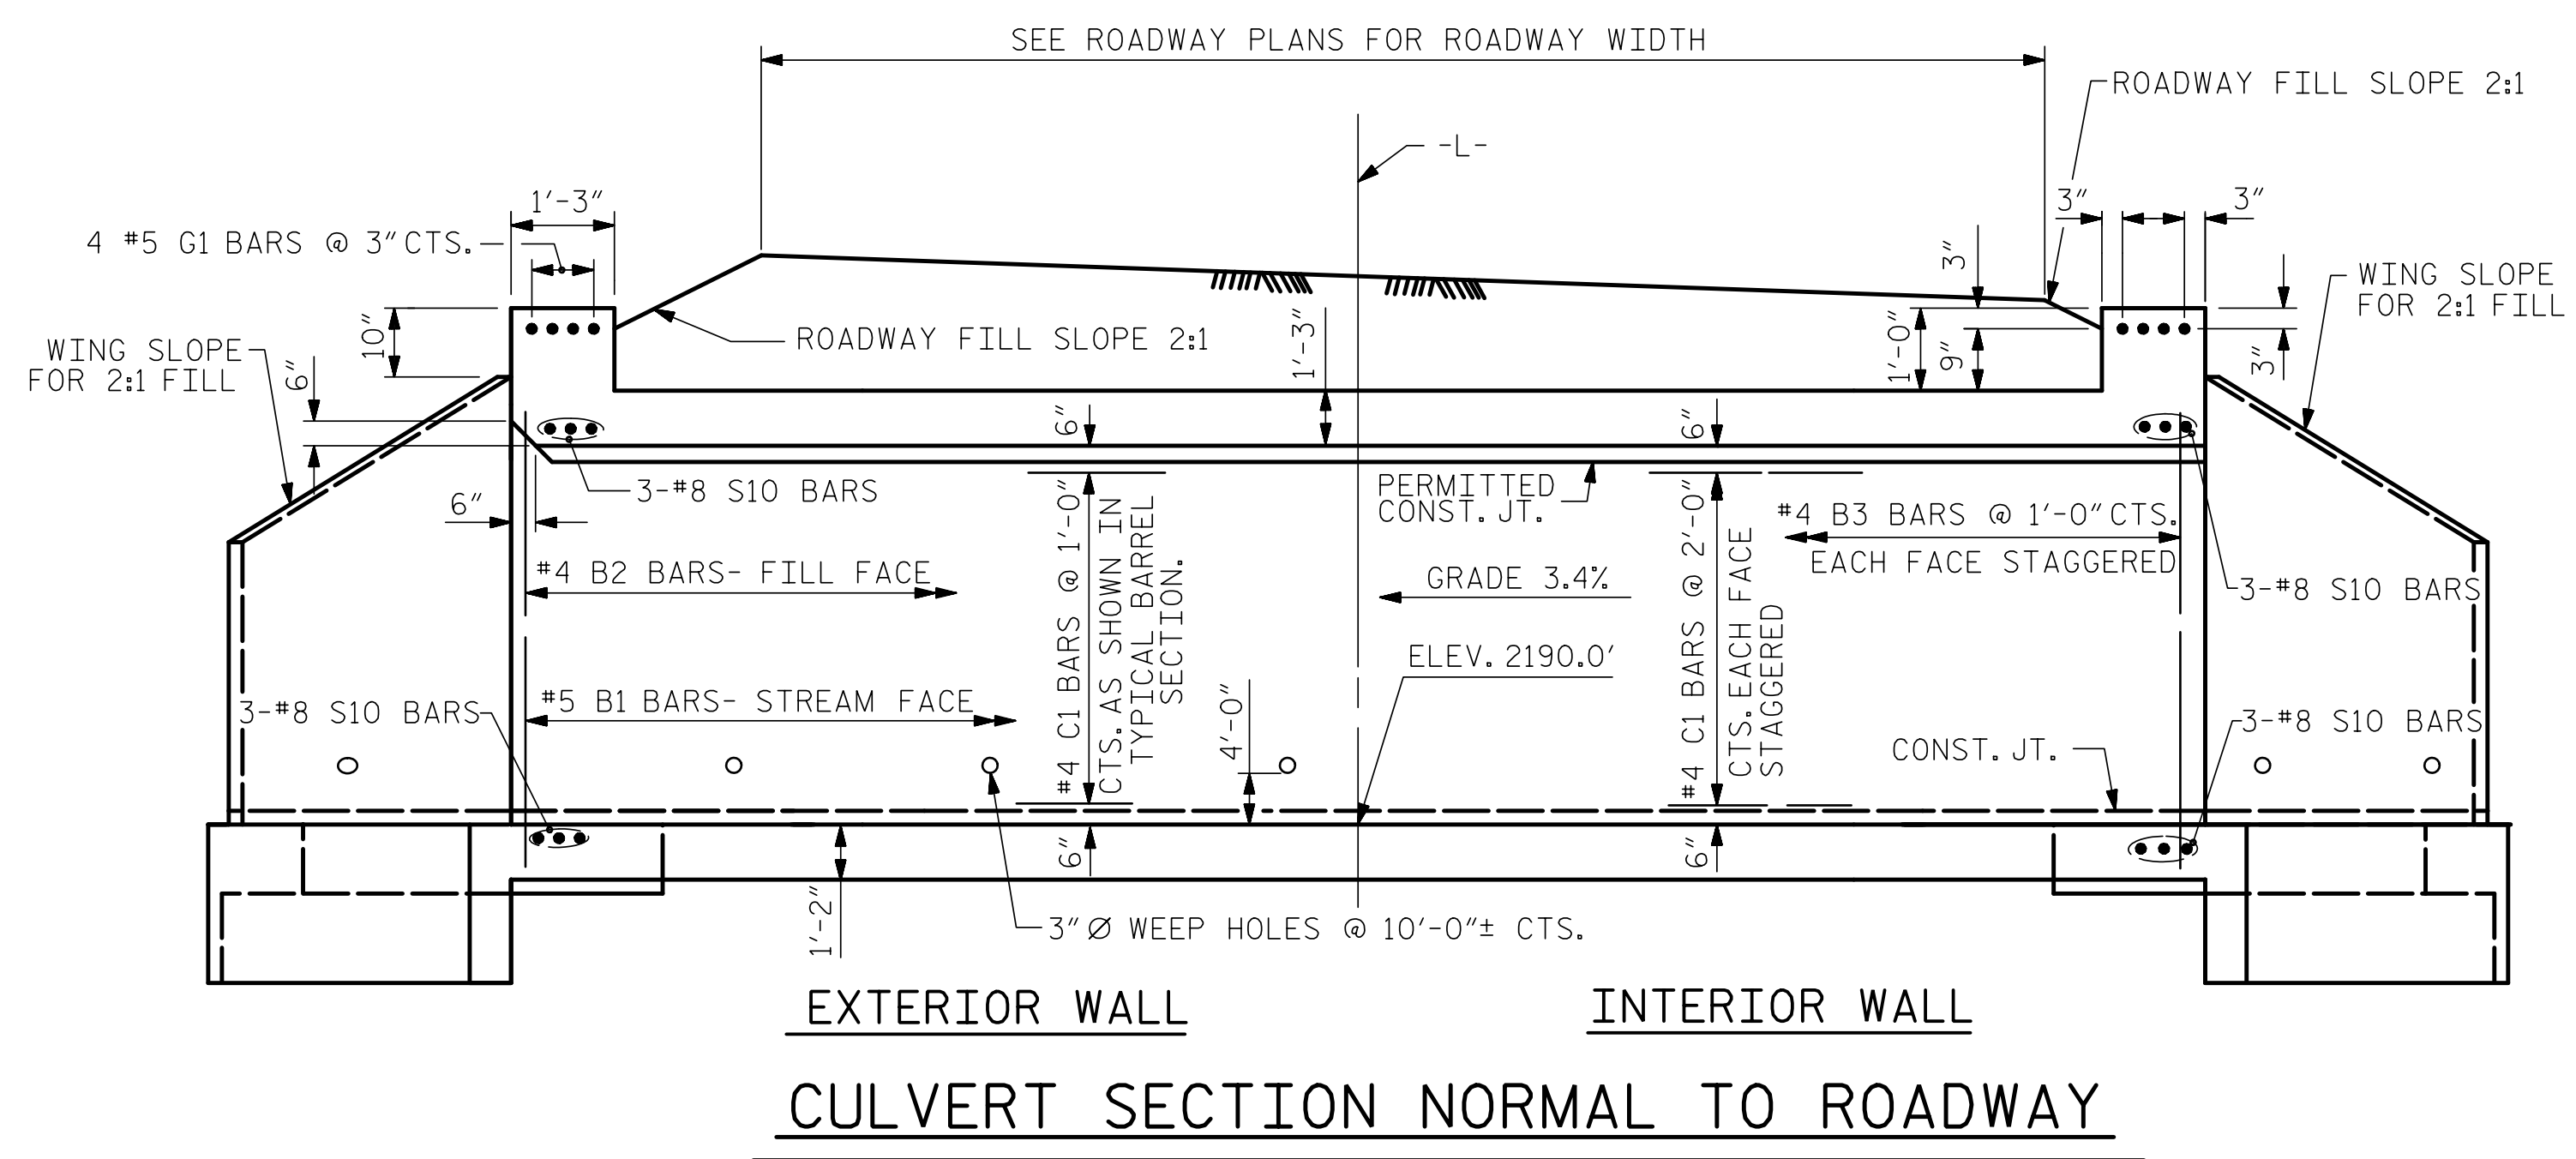 SEE ROADWAY PLANS FOR ROADWAY WIDTH
ROADWAY FILL SLOPE 2:1
-L-
1'-3"
3"
3"
4 #5 G1 BARS @ 3" CTS.
3"
WING SLOPE
FOR 2:1 FILL
10"
ROADWAY FILL SLOPE 2:1
1'-3"
1'-0"
9"
3"
WING SLOPE
FOR 2:1 FILL
6"
6"
6"
3-#8 S10 BARS
6"
PERMITTED
CONST. JT.
#4 B3 BARS @ 1'-0" CTS.
EACH FACE STAGGERED
#4 B2 BARS- FILL FACE
#4 C1 BARS @ 1'-0"
CTS. AS SHOWN IN
TYPICAL BARREL
SECTION.
GRADE 3.4%
#4 C1 BARS @ 2'-0"
CTS. EACH FACE
STAGGERED
3-#8 S10 BARS
ELEV. 2190.0'
#5 B1 BARS- STREAM FACE
3-#8 S10 BARS
4'-0"
3-#8 S10 BARS
CONST. JT.
6"
6"
1'-2"
3"Ø WEEP HOLES @ 10'-0"± CTS.
EXTERIOR WALL
INTERIOR WALL
CULVERT SECTION NORMAL TO ROADWAY